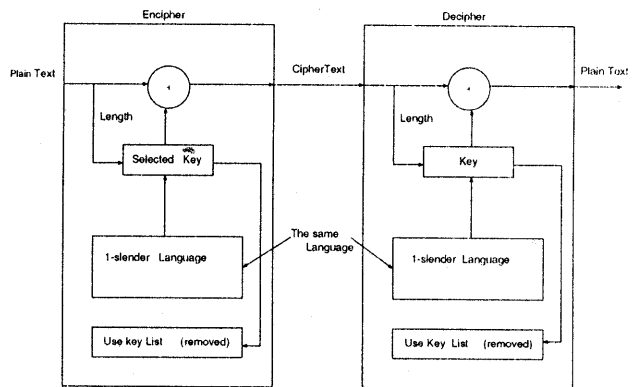 Encipher
Decipher
Plain Text
CipherText
Plain Text
Length
Length
Selected Key
Key
The same
Language
1-slender Language
1-slender Language
Use key List (removed)
Use Key List (removed)